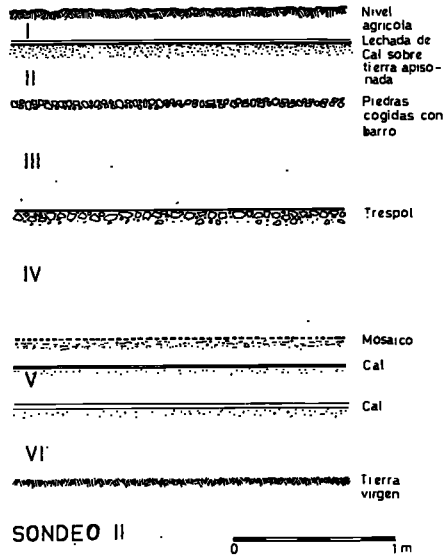 Nivel
agricola
I
Lechada de
Cal sobre
tierra apiso-
nada
II
Piedras
cogidas con
barro
III
Trespol
IV
Mosaico
Cal
V
Cal
VI
Tierra
virgen
SONDEO II
0 1m